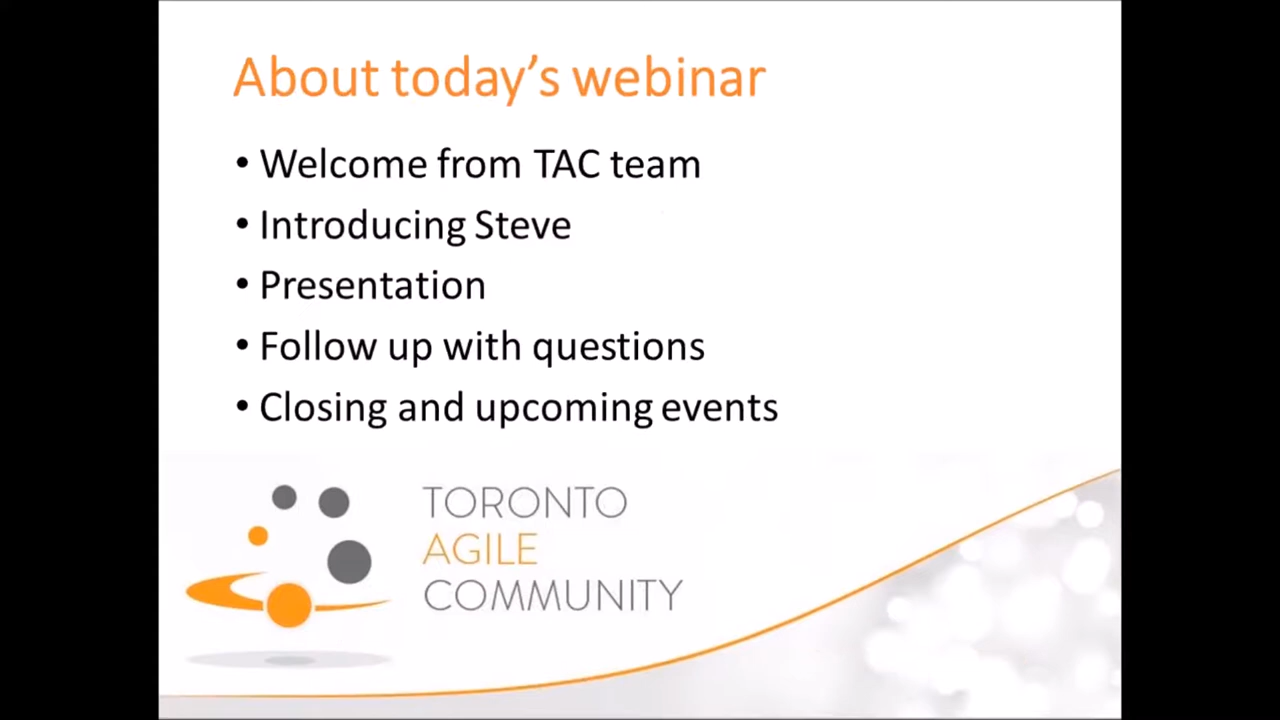 About today’s webinar
• Welcome from TAC team
• Introducing Steve
• Presentation
• Follow up with questions
• Closing and upcoming events
TORONTO
AGILE
COMMUNITY